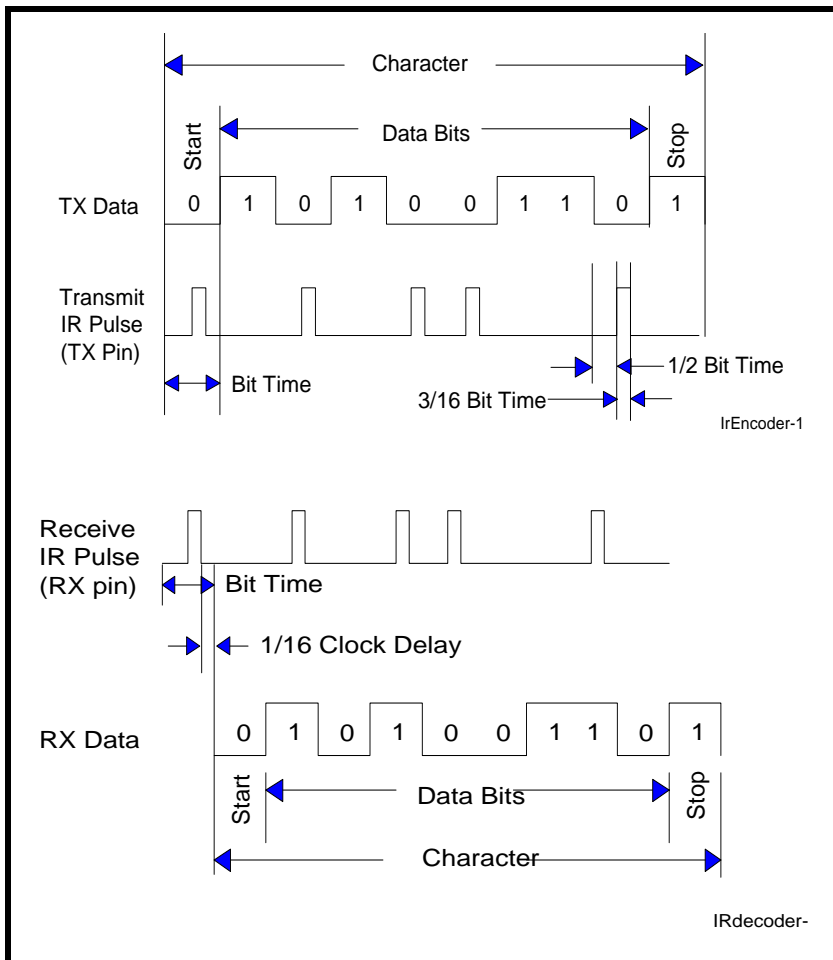 Character
Start
Data Bits
Stop
TX Data
0 1 0 1 0 0 1 1 0 1
Transmit
IR Pulse
(TX Pin)
Bit Time
1/2 Bit Time
3/16 Bit Time
IrEncoder-1
Receive
IR Pulse
(RX pin)
Bit Time
1/16 Clock Delay
RX Data
0 1 0 1 0 0 1 1 0 1
Start
Data Bits
Stop
Character
IRdecoder-